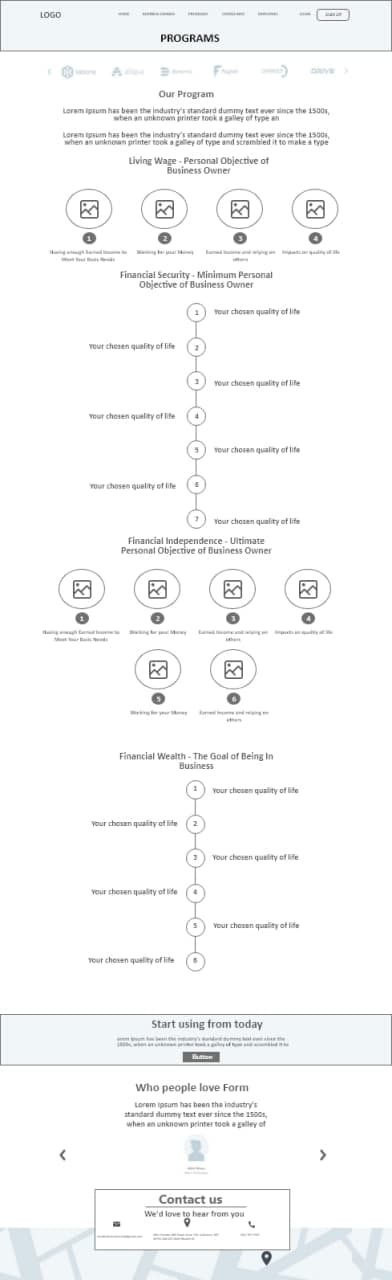 LOGO
HOME
BUSINESS OWNERS
PROGRAMS
CONSULTANT
EMPLOYERS
LOGIN
SIGN UP
PROGRAMS
Our Program
Lorem Ipsum has been the industry's standard dummy text ever since the 1500s,
when an unknown printer took a galley of type an
Lorem Ipsum has been the industry's standard dummy text ever since the 1500s,
when an unknown printer took a galley of type and scrambled it to make a type
Living Wage - Personal Objective of
Business Owner
1
2
3
4
Having enough Earned Income to
Meet Your Basic Needs
Working for your Money
Earned Income and relying on
others
Impacts on quality of life
Financial Security - Minimum Personal
Objective of Business Owner
1
Your chosen quality of life
Your chosen quality of life
2
3
Your chosen quality of life
Your chosen quality of life
4
5
Your chosen quality of life
Your chosen quality of life
6
7
Your chosen quality of life
Financial Independence - Ultimate
Personal Objective of Business Owner
1
2
3
4
Having enough Earned Income to
Meet Your Basic Needs
Working for your Money
Earned Income and relying on
others
Impacts on quality of life
5
6
Working for your Money
Earned Income and relying on
others
Financial Wealth - The Goal of Being In
Business
1
Your chosen quality of life
Your chosen quality of life
2
3
Your chosen quality of life
Your chosen quality of life
4
5
Your chosen quality of life
Your chosen quality of life
6
Start using from today
Lorem Ipsum has been the industry's standard dummy text ever since the
1500s, when an unknown printer took a galley of type and scrambled it to
Button
Who people love Form
Lorem Ipsum has been the industry's
standard dummy text ever since the 1500s,
when an unknown printer took a galley of
Contact us
We'd love to hear from you